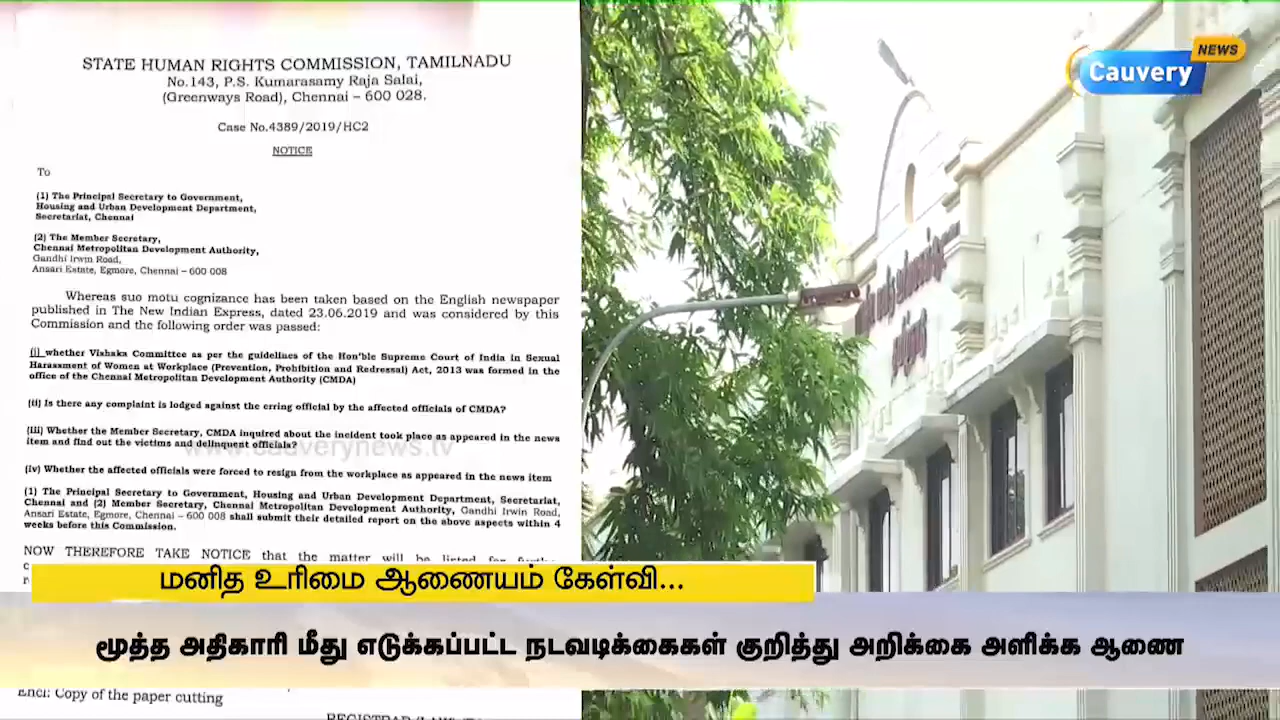 STATE HUMAN RIGHTS COMMISSION, TAMILNADU
No.143, P.S. Kumarasamy Raja Salai,
(Greenways Road), Chennai – 600 028.
Case No.4389/2019/HC2
NOTICE
To
(1) The Principal Secretary to Government,
Housing and Urban Development Department,
Secretariat, Chennai
(2) The Member Secretary,
Chennai Metropolitan Development Authority,
Gandhi Irwin Road,
Ansari Estate, Egmore, Chennai – 600 008
Whereas suo motu cognizance has been taken based on the English newspaper
published in The New Indian Express, dated 23.06.2019 and was considered by this
Commission and the following order was passed:
(i) whether Vishaka Committee as per the guidelines of the Hon'ble Supreme Court of India in Sexual
Harassment of Women at Workplace (Prevention, Prohibition and Redressal) Act, 2013 was formed in the
office of the Chennai Metropolitan Development Authority (CMDA)
(ii) Is there any complaint is lodged against the erring official by the affected officials of CMDA?
(iii) Whether the Member Secretary, CMDA inquired about the incident took place as appeared in the news
item and find out the victims and delinquent officials?
www.cauverynews.tv
(iv) Whether the affected officials were forced to resign from the workplace as appeared in the news item
(1) The Principal Secretary to Government, Housing and Urban Development Department, Secretariat,
Chennai and (2) Member Secretary, Chennai Metropolitan Development Authority, Gandhi Irwin Road,
Ansari Estate, Egmore, Chennai – 600 008 shall submit their detailed report on the above aspects within 4
weeks before this Commission.
NOW THEREFORE TAKE NOTICE that the matter will be listed for
Encl: Copy of the paper cutting
Cauvery NEWS
மனித உரிமை ஆணையம் கேள்வி...
மூத்த அதிகாரி மீது எடுக்கப்பட்ட நடவடிக்கைகள் குறித்து அறிக்கை அளிக்க ஆணை